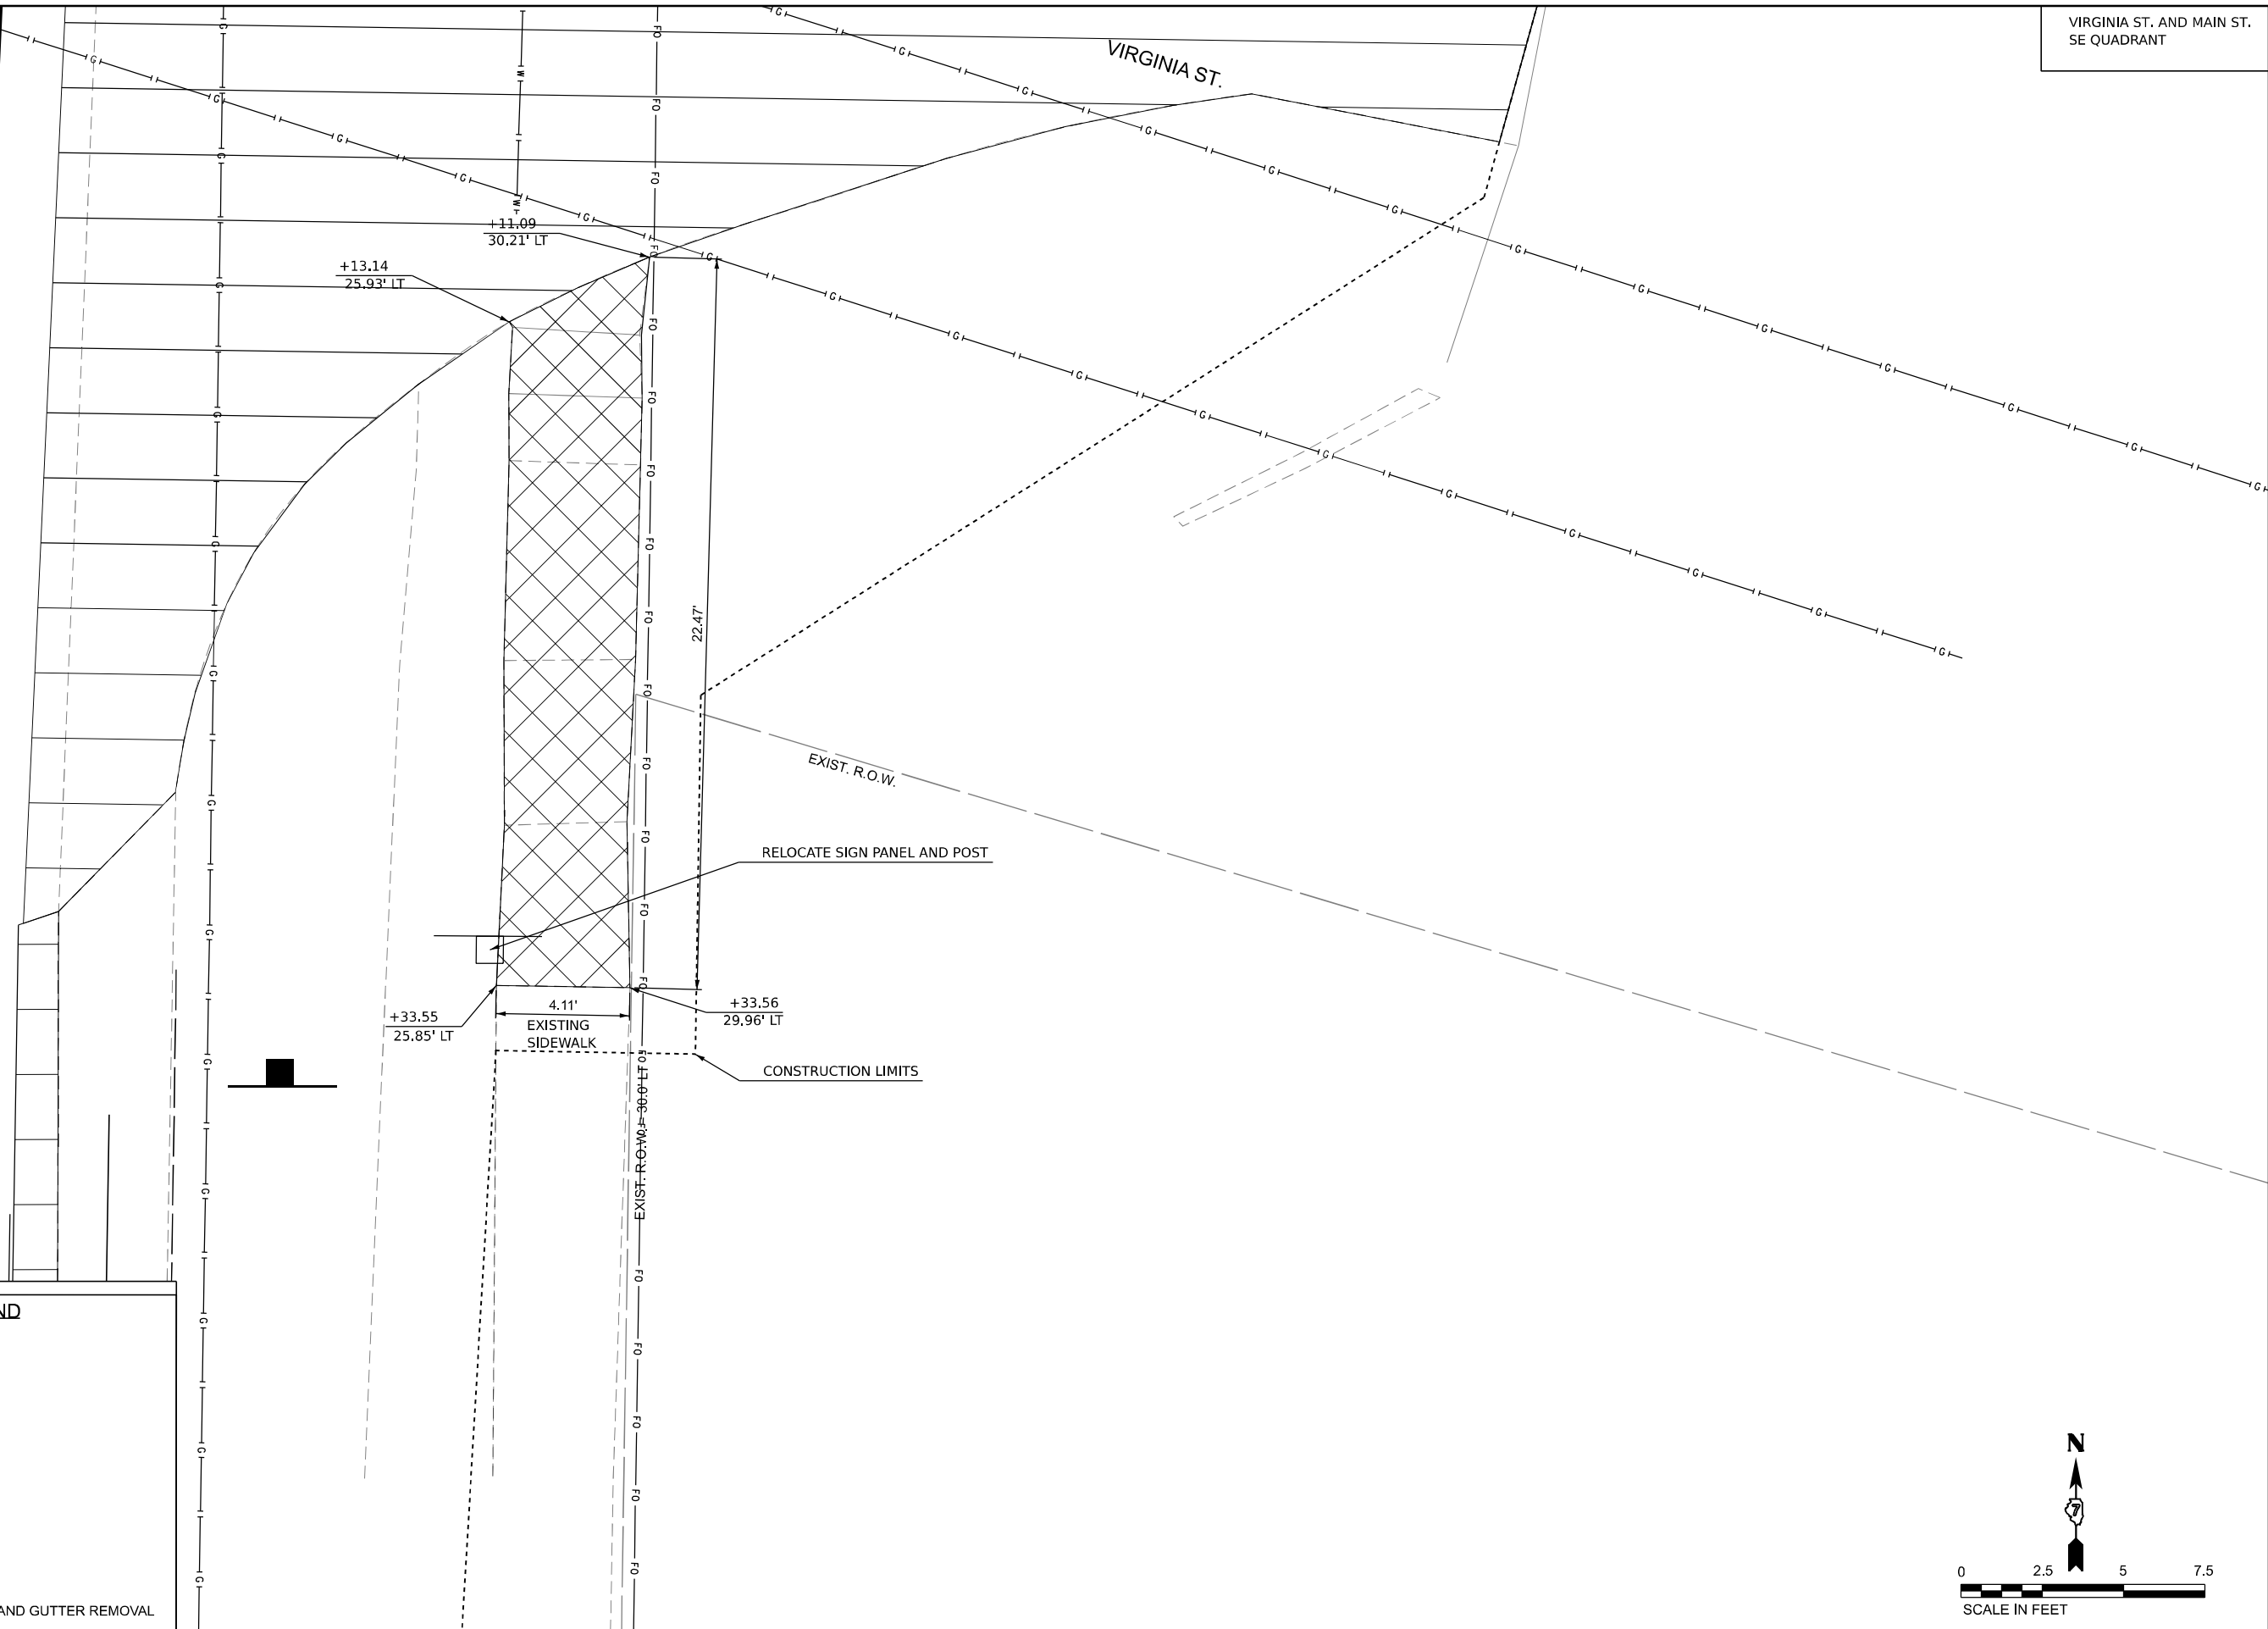 VIRGINIA ST. AND MAIN ST.
SE QUADRANT
VIRGINIA ST.
+11.09
30.21' LT
+13.14
25.93' LT
22.47'
EXIST. R.O.W.
RELOCATE SIGN PANEL AND POST
+33.55
25.85' LT
4.11'
EXISTING
SIDEWALK
+33.56
29.96' LT
CONSTRUCTION LIMITS
EXIST. R.O.W. = 30.0' LT
AND GUTTER REMOVAL
N
7
0 2.5 5 7.5
SCALE IN FEET